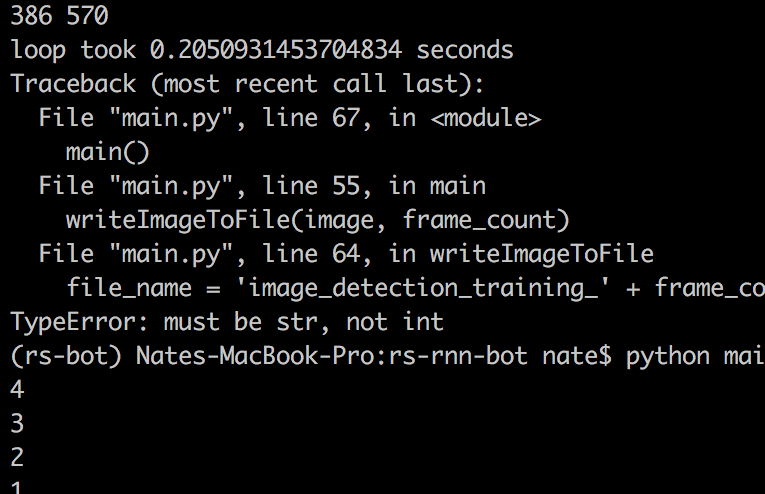 386 570
loop took 0.2050931453704834 seconds
Traceback (most recent call last):
  File "main.py", line 67, in <module>
    main()
  File "main.py", line 55, in main
    writeImageToFile(image, frame_count)
  File "main.py", line 64, in writeImageToFile
    file_name = 'image_detection_training_' + frame_co
TypeError: must be str, not int
(rs-bot) Nates-MacBook-Pro:rs-rnn-bot nate$ python mai
4
3
2
1